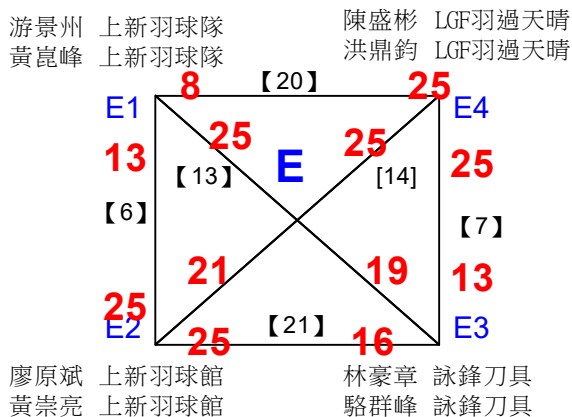 游景州 上新羽球隊
黃崑峰 上新羽球隊
陳盛彬 LGF羽過天晴
洪鼎鈞 LGF羽過天晴
8 【20】 25
E1 E4
25 25
13 【13】 E [14] 25
【6】 【7】
21 19 13
25
E2 25 【21】 16 E3
廖原斌 上新羽球館
黃崇亮 上新羽球館
林豪章 詠鋒刀具
駱群峰 詠鋒刀具